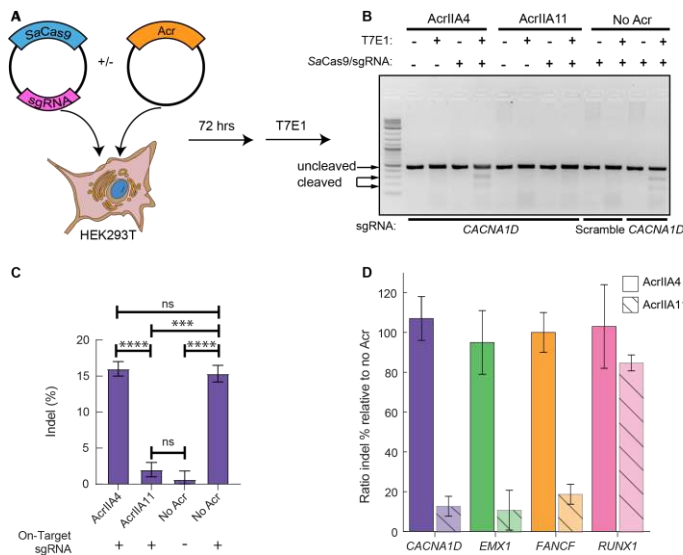 A
SaCas9
+/-
Acr
sgRNA
72 hrs
T7E1
HEK293T
B
AcrIIA4 AcrIIA11 No Acr
T7E1: - + - + - + - + - + - +
SaCas9/sgRNA: - - + + - - + + + + + +
uncleaved
cleaved
sgRNA: CACNA1D Scramble CACNA1D
C
ns
***
**** ****
ns
Indel (%)
20
15
10
5
0
AcrIIA4 AcrIIA11 No Acr No Acr
On-Target sgRNA + + - +
D
AcrIIA4
AcrIIA11
Ratio indel % relative to no Acr
120
100
80
60
40
20
0
CACNA1D EMX1 FANCF RUNX1